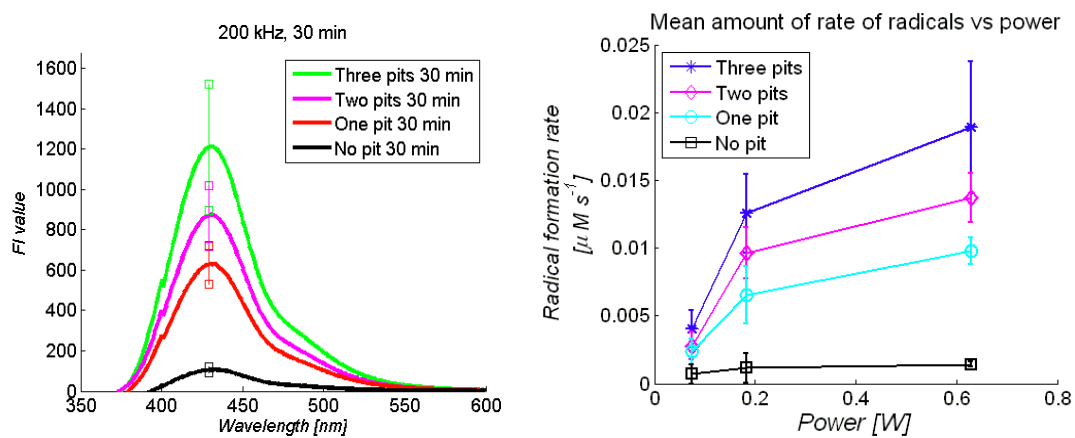 200 kHz, 30 min
1600
1400
1200
1000
800
600
400
200
0
FI value
350
400
450
500
550
600
Wavelength [nm]
Three pits 30 min
Two pits 30 min
One pit 30 min
No pit 30 min
Mean amount of rate of radicals vs power
0.025
0.02
0.015
0.01
0.005
0
Radical formation rate
[μ M s⁻¹]
0
0.2
0.4
0.6
0.8
Power [W]
Three pits
Two pits
One pit
No pit